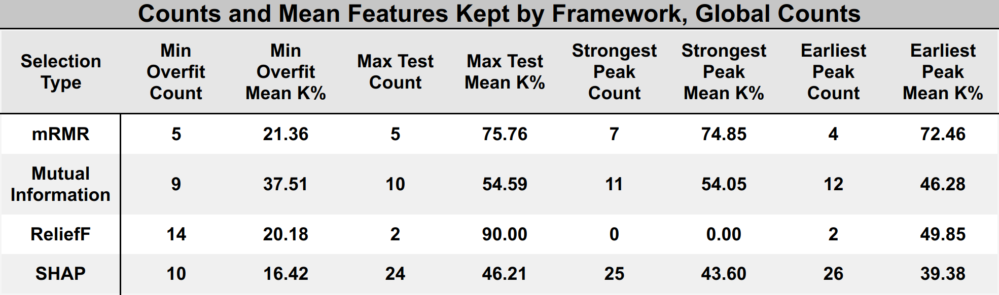 Counts and Mean Features Kept by Framework, Global Counts
Selection Type Min Overfit Count Min Overfit Mean K% Max Test Count Max Test Mean K% Strongest Peak Count Strongest Peak Mean K% Earliest Peak Count Earliest Peak Mean K%
mRMR 5 21.36 5 75.76 7 74.85 4 72.46
Mutual Information 9 37.51 10 54.59 11 54.05 12 46.28
ReliefF 14 20.18 2 90.00 0 0.00 2 49.85
SHAP 10 16.42 24 46.21 25 43.60 26 39.38